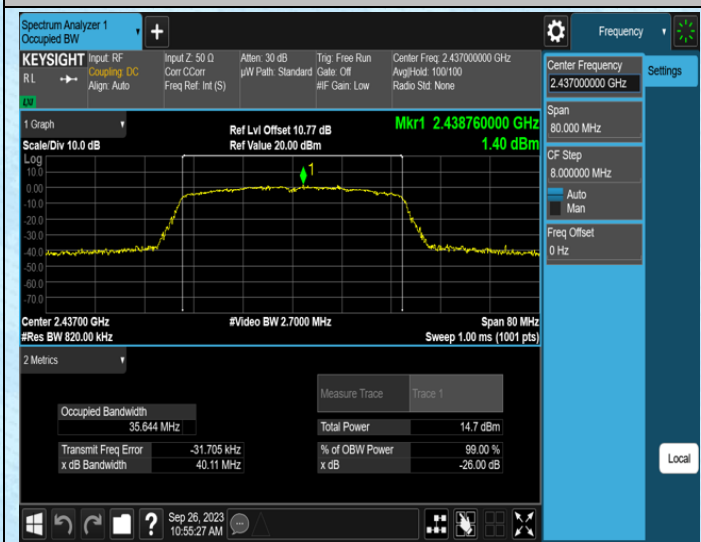 Spectrum Analyzer 1
Occupied BW
Frequency
KEYSIGHT
RL
LXI
Input: RF
Coupling: DC
Align: Auto
Input Z: 50 Ω
Corr CCorr
Freq Ref: Int (S)
Atten: 30 dB
µW Path: Standard
Trig: Free Run
Gate: Off
#IF Gain: Low
Center Freq: 2.437000000 GHz
Avg|Hold: 100/100
Radio Std: None
Center Frequency
2.437000000 GHz
Settings
Span
80.000 MHz
CF Step
8.000000 MHz
Auto
Man
Freq Offset
0 Hz
1 Graph
Scale/Div 10.0 dB
Ref Lvl Offset 10.77 dB
Ref Value 20.00 dBm
Mkr1 2.438760000 GHz
1.40 dBm
Log
10.0
0.00
-10.0
-20.0
-30.0
-40.0
-50.0
-60.0
-70.0
1
Center 2.43700 GHz
#Res BW 820.00 kHz
#Video BW 2.7000 MHz
Span 80 MHz
Sweep 1.00 ms (1001 pts)
2 Metrics
Measure Trace Trace 1
Occupied Bandwidth
35.644 MHz
Total Power 14.7 dBm
Transmit Freq Error -31.705 kHz
% of OBW Power 99.00 %
x dB Bandwidth 40.11 MHz
x dB -26.00 dB
Local
?
Sep 26, 2023
10:55:27 AM